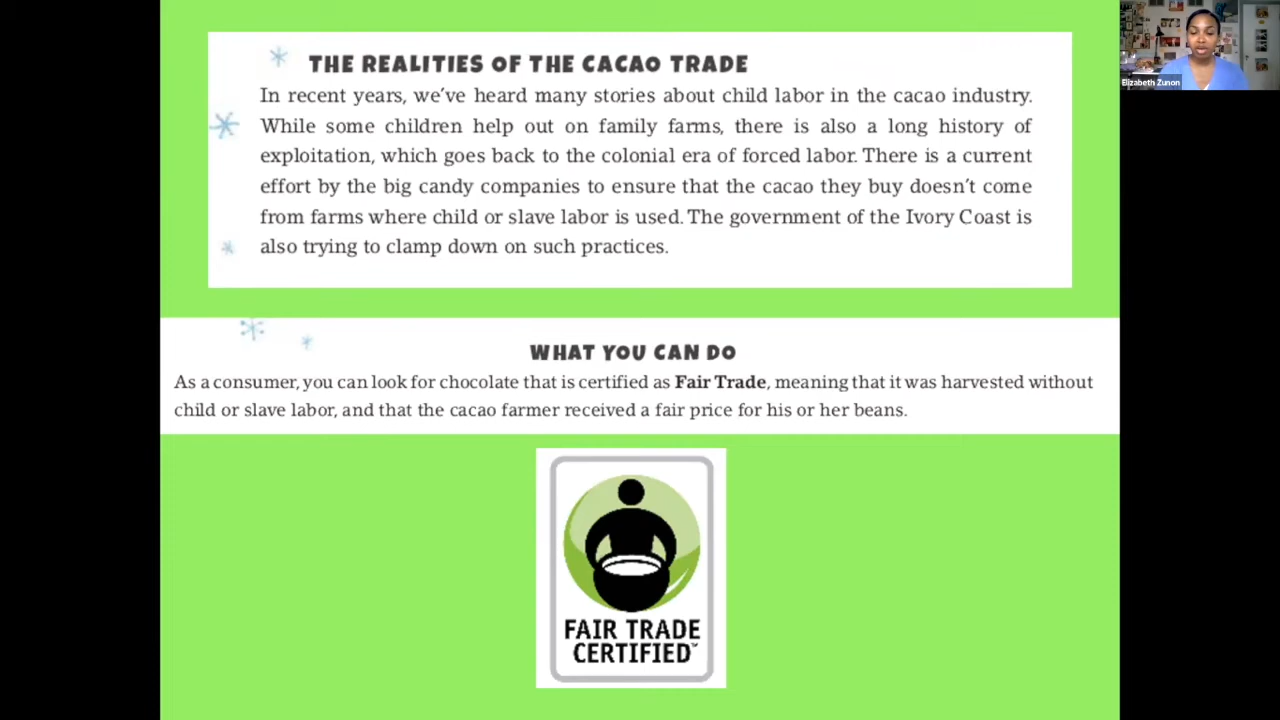 THE REALITIES OF THE CACAO TRADE
In recent years, we've heard many stories about child labor in the cacao industry.
While some children help out on family farms, there is also a long history of
exploitation, which goes back to the colonial era of forced labor. There is a current
effort by the big candy companies to ensure that the cacao they buy doesn't come
from farms where child or slave labor is used. The government of the Ivory Coast is
also trying to clamp down on such practices.
WHAT YOU CAN DO
As a consumer, you can look for chocolate that is certified as Fair Trade, meaning that it was harvested without
child or slave labor, and that the cacao farmer received a fair price for his or her beans.
FAIR TRADE
CERTIFIED™
Elizabeth Zunon